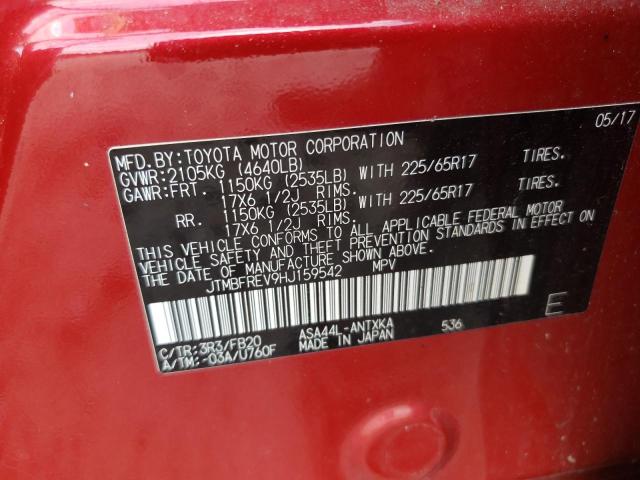 05/17
MFD.BY:TOYOTA MOTOR CORPORATION
GVWR:2105KG (4640LB)
GAWR:FRT. 1150KG (2535LB) WITH 225/65R17 TIRES.
17X6 1/2J RIMS.
RR. 1150KG (2535LB) WITH 225/65R17 TIRES.
17X6 1/2J RIMS.
THIS VEHICLE CONFORMS TO ALL APPLICABLE FEDERAL MOTOR
VEHICLE SAFETY AND THEFT PREVENTION STANDARDS IN EFFECT ON
THE DATE OF MANUFACTURE SHOWN ABOVE.
JTMBFREV9HJ159542 MPV
E
C/TR:3R3/FB20 ASA44L-ANTXKA 536
A/TM:-03A/U760F MADE IN JAPAN